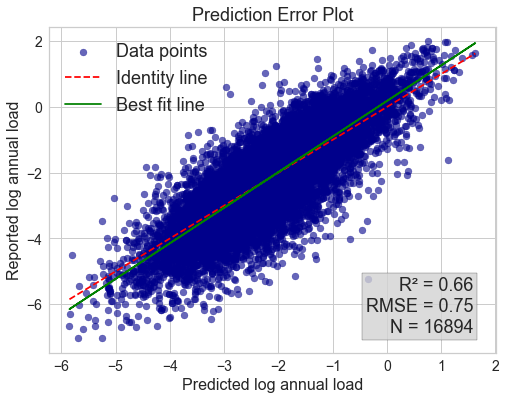 Prediction Error Plot
Data points
Identity line
Best fit line
Reported log annual load
2
0
−2
−4
−6
R² = 0.66
RMSE = 0.75
N = 16894
−6 −5 −4 −3 −2 −1 0 1 2
Predicted log annual load